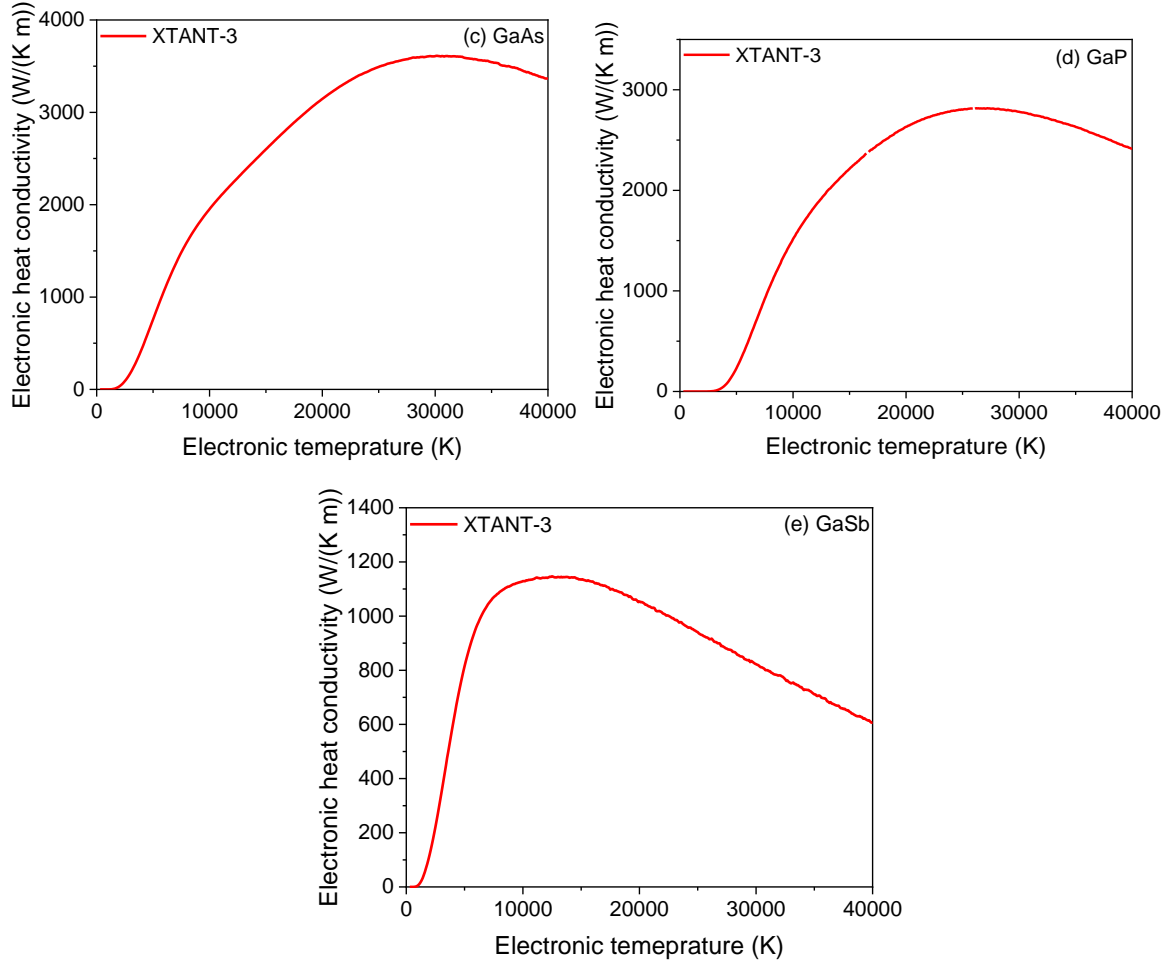 Electronic heat conductivity (W/(K m))
4000
3000
2000
1000
0
XTANT-3
(c) GaAs
0 10000 20000 30000 40000
Electronic temeprature (K)
Electronic heat conductivity (W/(K m))
3000
2000
1000
0
XTANT-3
(d) GaP
0 10000 20000 30000 40000
Electronic temeprature (K)
Electronic heat conductivity (W/(K m))
1400
1200
1000
800
600
400
200
0
XTANT-3
(e) GaSb
0 10000 20000 30000 40000
Electronic temeprature (K)